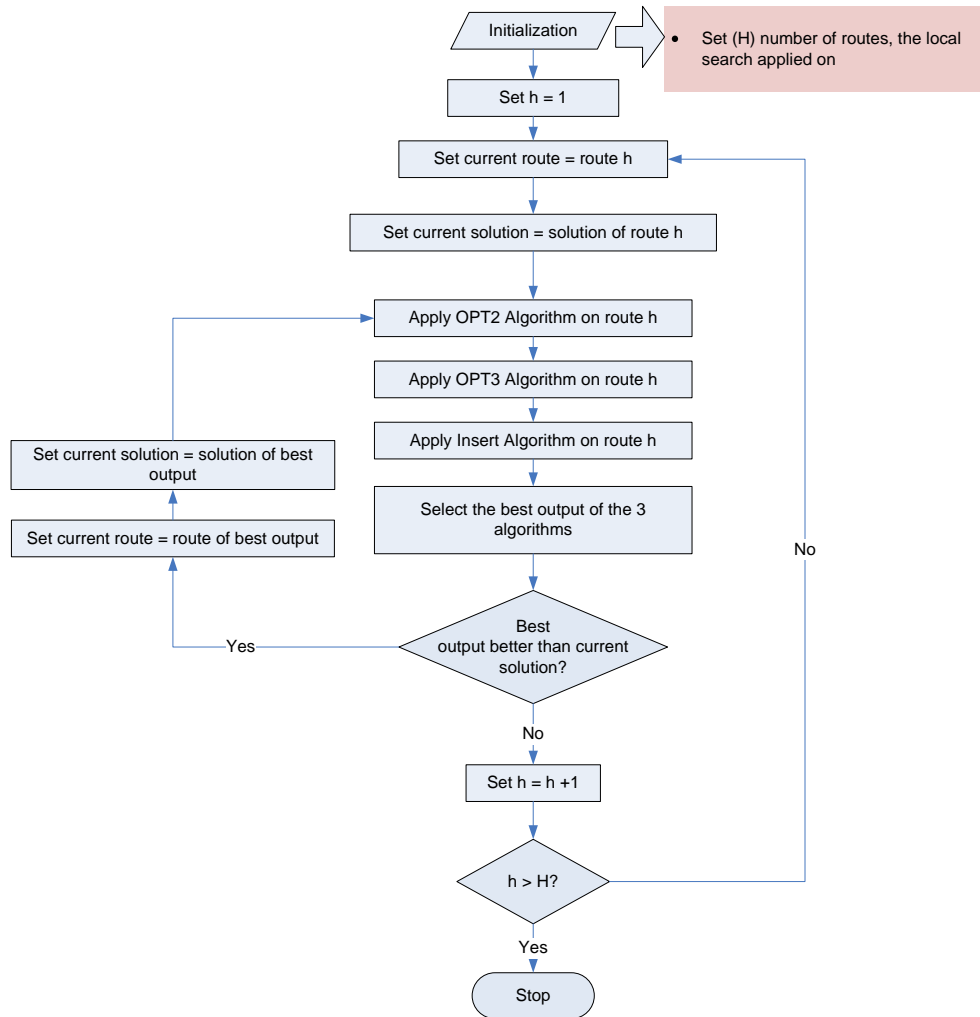 Initialization
• Set (H) number of routes, the local
search applied on
Set h = 1
Set current route = route h
Set current solution = solution of route h
Apply OPT2 Algorithm on route h
Apply OPT3 Algorithm on route h
Apply Insert Algorithm on route h
Set current solution = solution of best
output
Select the best output of the 3
algorithms
Set current route = route of best output
No
Best
output better than current
solution?
Yes
No
Set h = h +1
h > H?
Yes
Stop